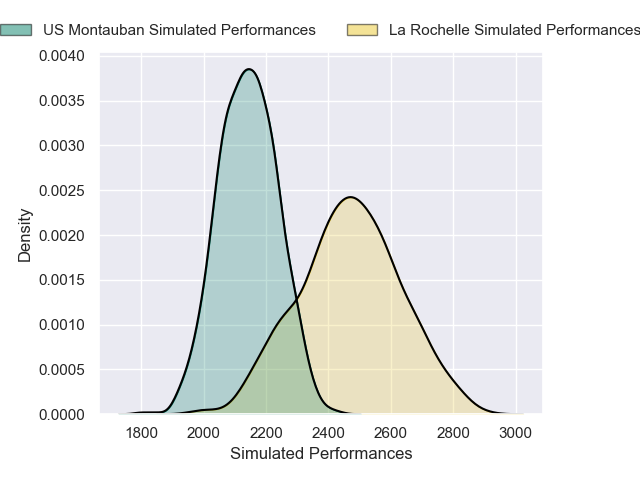 US Montauban Simulated Performances La Rochelle Simulated Performances
0.0040
0.0035
0.0030
0.0025
0.0020
0.0015
0.0010
0.0005
0.0000
Density
1800 2000 2200 2400 2600 2800 3000
Simulated Performances